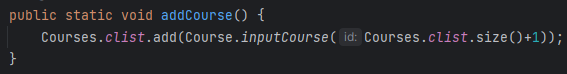 public static void addCourse() {
Courses.clist.add(Course.inputCourse( id: Courses.clist.size()+1));
}